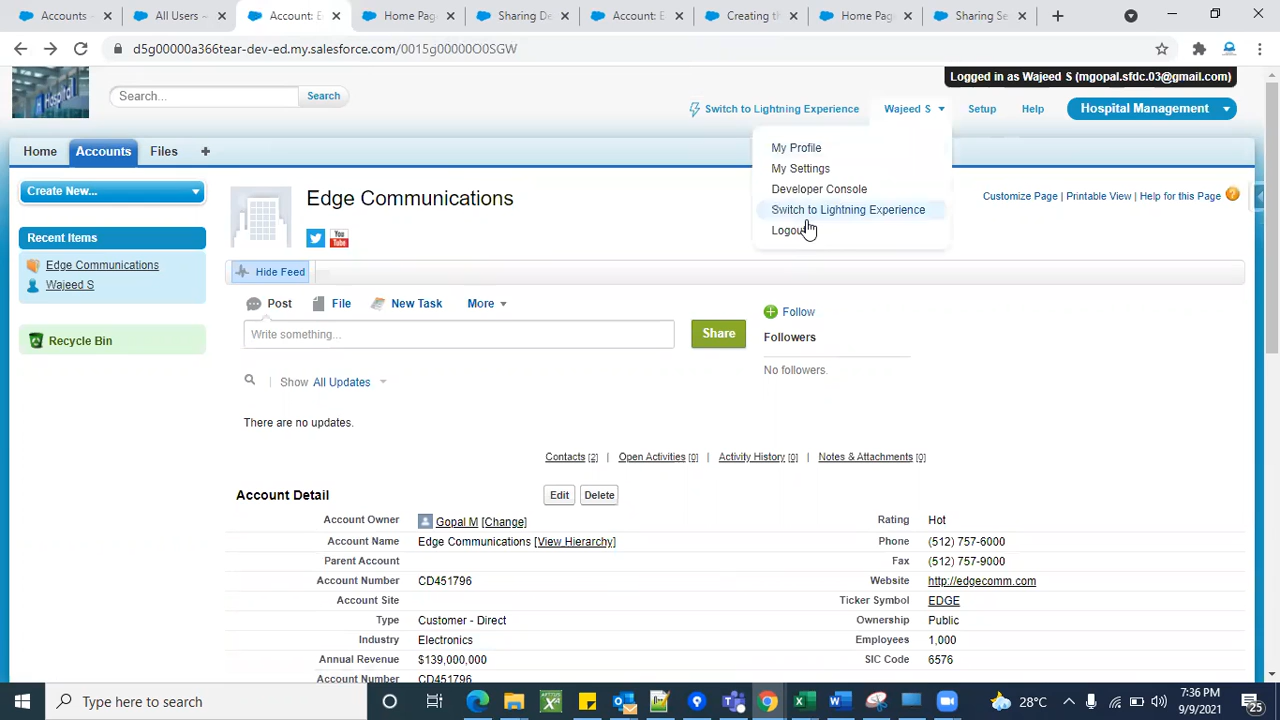 Accounts -
All Users ~
Account: E
Home Pag
Sharing De
Account: E
Creating th
Home Pag
Sharing Se
d5g00000a366tear-dev-ed.my.salesforce.com/0015g00000O0SGW
Logged in as Wajeed S (mgopal.sfdc.03@gmail.com)
Hospital
Search...
Search
Switch to Lightning Experience
Wajeed S
Setup
Help
Hospital Management
Home
Accounts
Files
My Profile
My Settings
Developer Console
Switch to Lightning Experience
Logout
Create New...
Recent Items
Edge Communications
Wajeed S
Recycle Bin
Edge Communications
Customize Page | Printable View | Help for this Page
You Tube
Hide Feed
Post
File
New Task
More
Write something...
Share
Follow
Followers
No followers.
Show All Updates
There are no updates.
Contacts [2] | Open Activities [0] | Activity History [0] | Notes & Attachments [0]
Account Detail
Edit
Delete
Account Owner Gopal M [Change]
Rating Hot
Account Name Edge Communications [View Hierarchy]
Phone (512) 757-6000
Parent Account
Fax (512) 757-9000
Account Number CD451796
Website http://edgecomm.com
Account Site
Ticker Symbol EDGE
Type Customer - Direct
Ownership Public
Industry Electronics
Employees 1,000
Annual Revenue $139,000,000
SIC Code 6576
Account Number CD451796
Type here to search
28°C
7:36 PM
9/9/2021
25